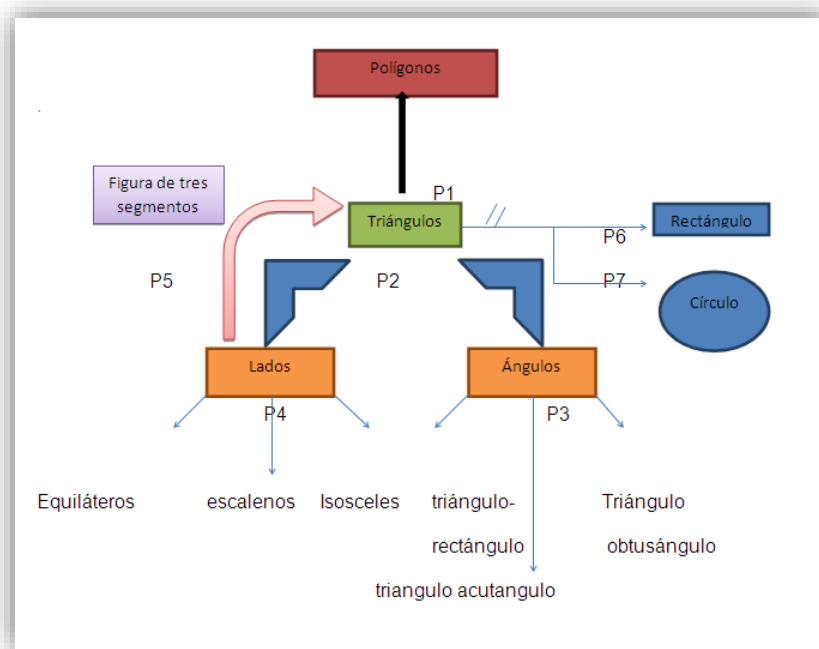 Polígonos
.
Figura de tres
segmentos
P1
Triángulos
P6
Rectángulo
P5
P2
P7
Círculo
Lados
Ángulos
P4
P3
Equiláteros escalenos Isosceles triángulo- Triángulo
rectángulo obtusángulo
triangulo acutangulo